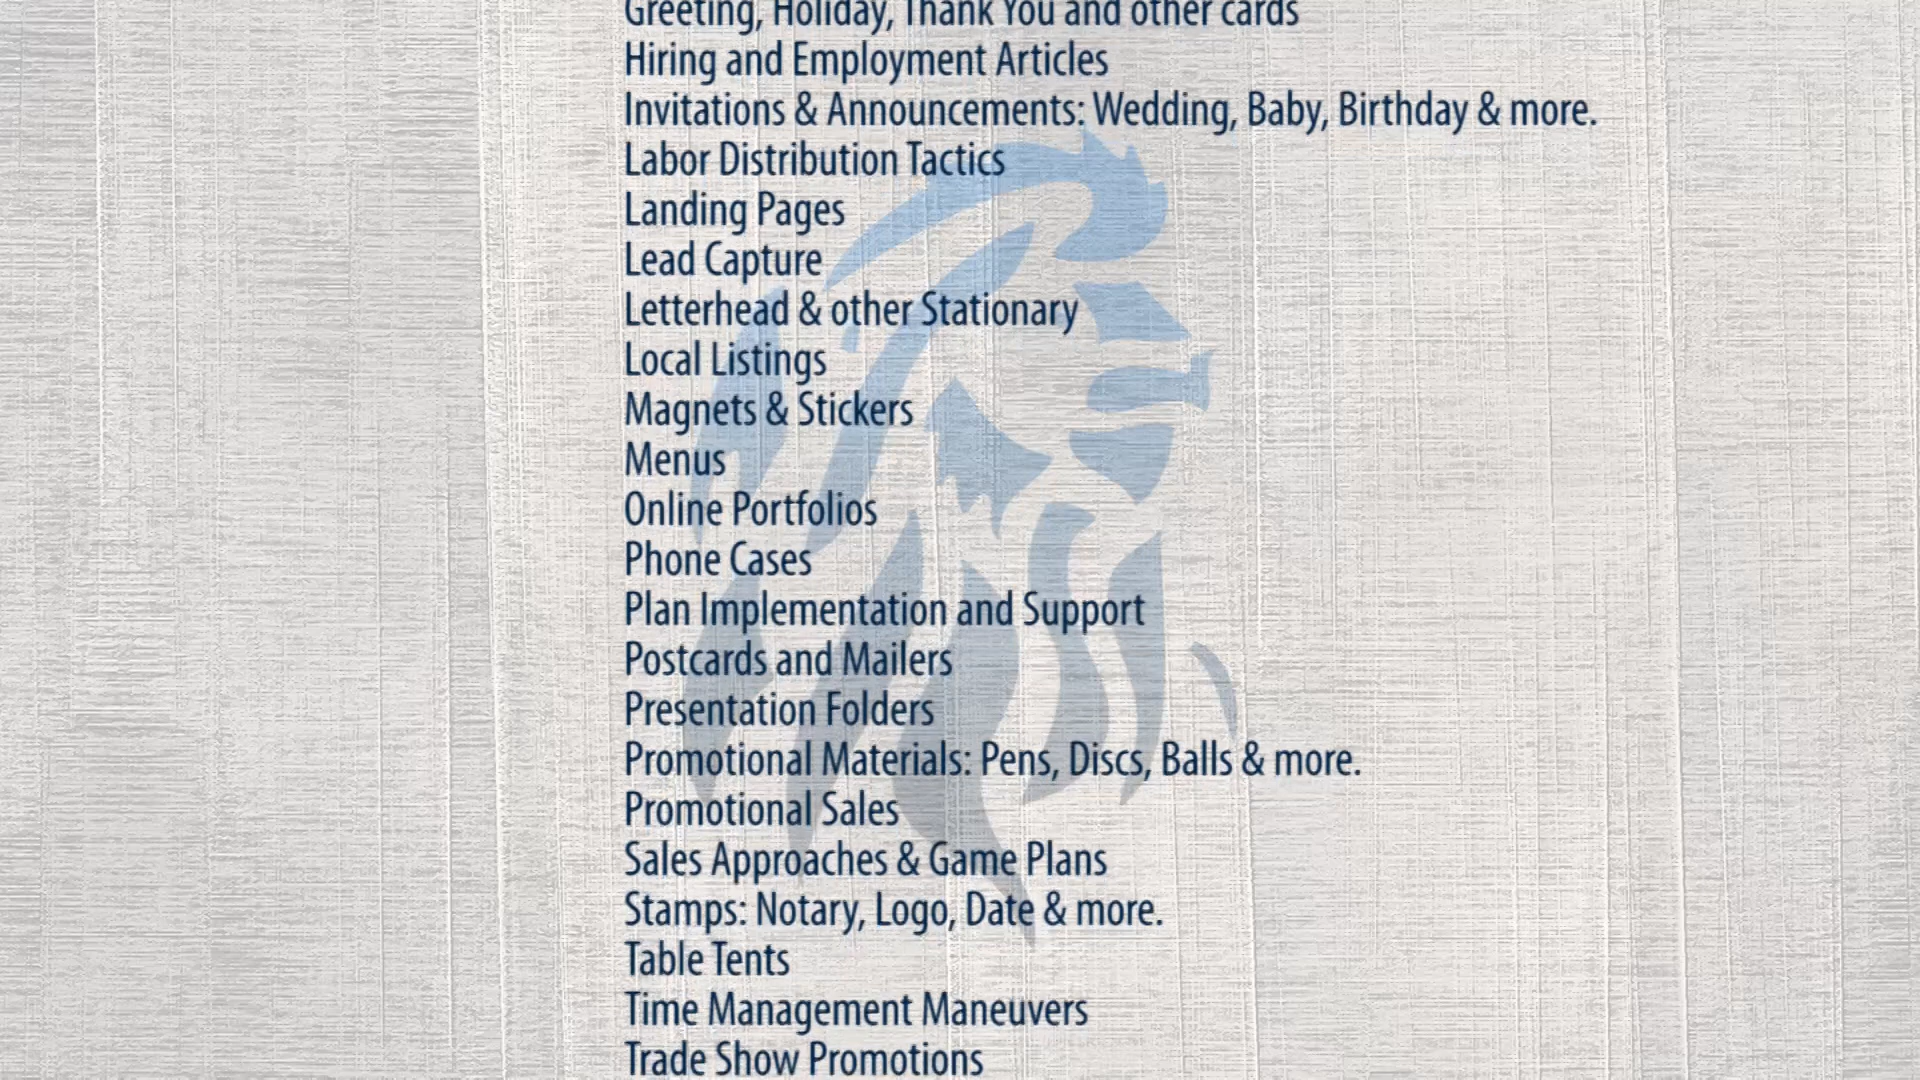 Greeting, Holiday, Thank You and other cards
Hiring and Employment Articles
Invitations & Announcements: Wedding, Baby, Birthday & more.
Labor Distribution Tactics
Landing Pages
Lead Capture
Letterhead & other Stationary
Local Listings
Magnets & Stickers
Menus
Online Portfolios
Phone Cases
Plan Implementation and Support
Postcards and Mailers
Presentation Folders
Promotional Materials: Pens, Discs, Balls & more.
Promotional Sales
Sales Approaches & Game Plans
Stamps: Notary, Logo, Date & more.
Table Tents
Time Management Maneuvers
Trade Show Promotions